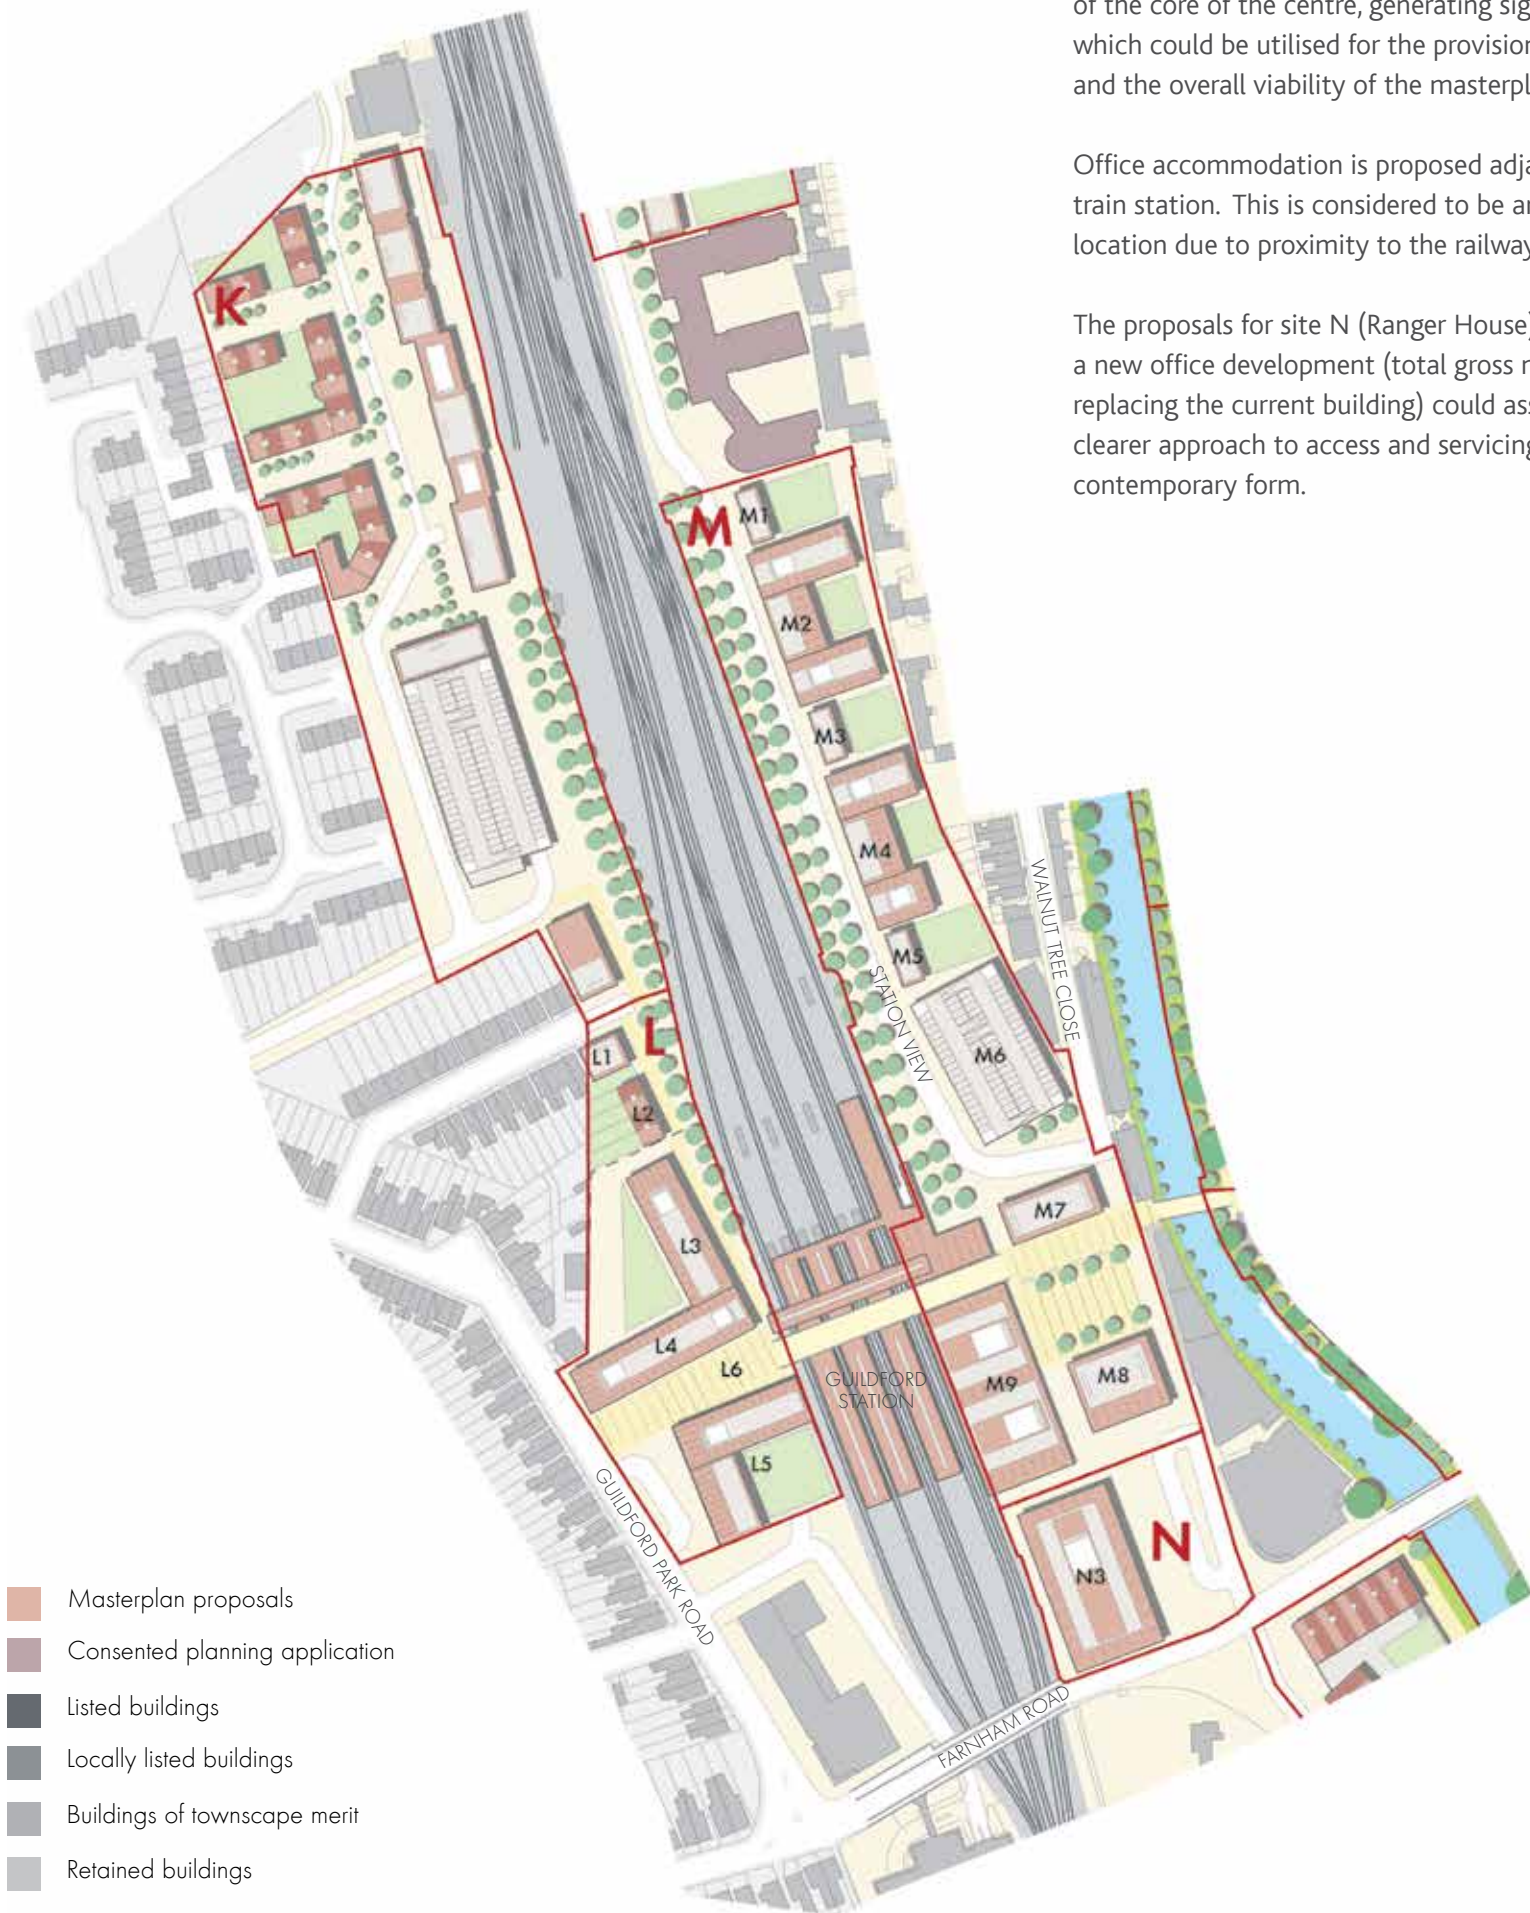 of the core of the centre, generating sig
which could be utilised for the provision
and the overall viability of the masterpl
Office accommodation is proposed adja
train station. This is considered to be an
location due to proximity to the railway
The proposals for site N (Ranger House)
a new office development (total gross n
replacing the current building) could ass
clearer approach to access and servicing
contemporary form.
K
M
M1
M2
M3
M4
M5
WALNUT TREE CLOSE
STATION VIEW
M6
L
L1
L2
L3
M7
L4
L6
GUILDFORD
STATION
M9
M8
L5
GUILDFORD PARK ROAD
N
N3
FARNHAM ROAD
Masterplan proposals
Consented planning application
Listed buildings
Locally listed buildings
Buildings of townscape merit
Retained buildings